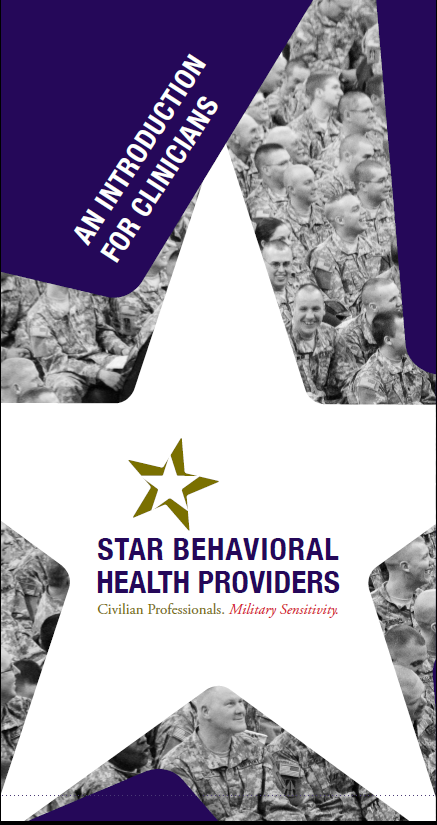 AN INTRODUCTION
FOR CLINICIANS
STAR BEHAVIORAL
HEALTH PROVIDERS
Civilian Professionals. Military Sensitivity.